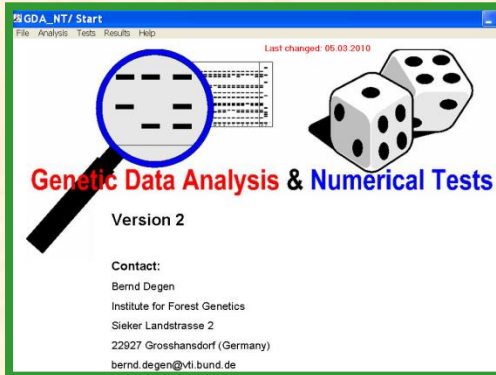 GDA_NT/ Start
File Analysis Tests Results Help
Last changed: 05.03.2010
Genetic Data Analysis & Numerical Tests
Version 2
Contact:
Bernd Degen
Institute for Forest Genetics
Sieker Landstrasse 2
22927 Grosshansdorf (Germany)
bernd.degen@vti.bund.de